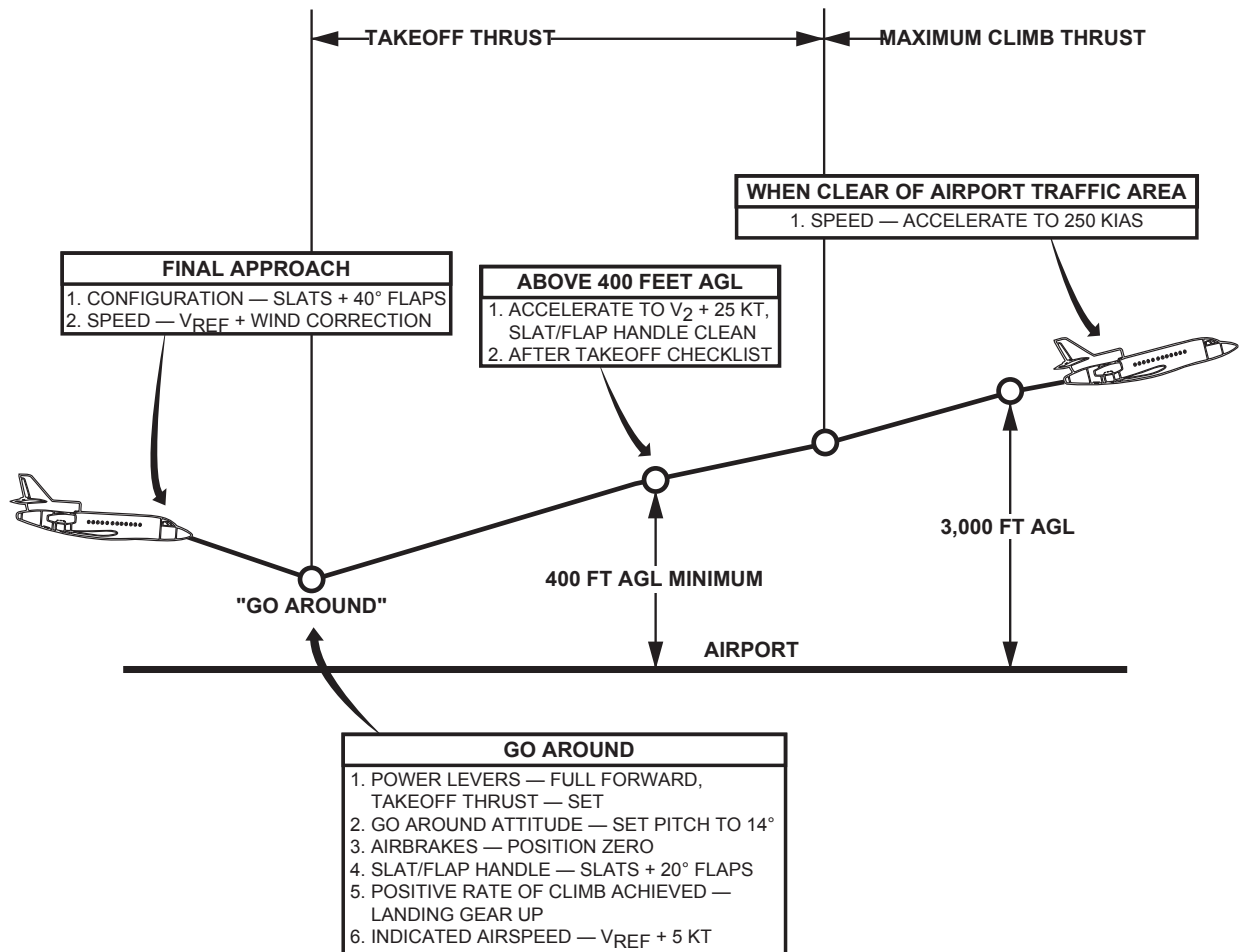 TAKEOFF THRUST
MAXIMUM CLIMB THRUST
WHEN CLEAR OF AIRPORT TRAFFIC AREA
1. SPEED — ACCELERATE TO 250 KIAS
FINAL APPROACH
1. CONFIGURATION — SLATS + 40° FLAPS
2. SPEED — VREF + WIND CORRECTION
ABOVE 400 FEET AGL
1. ACCELERATE TO V2 + 25 KT,
SLAT/FLAP HANDLE CLEAN
2. AFTER TAKEOFF CHECKLIST
3,000 FT AGL
400 FT AGL MINIMUM
"GO AROUND"
AIRPORT
GO AROUND
1. POWER LEVERS — FULL FORWARD,
TAKEOFF THRUST — SET
2. GO AROUND ATTITUDE — SET PITCH TO 14°
3. AIRBRAKES — POSITION ZERO
4. SLAT/FLAP HANDLE — SLATS + 20° FLAPS
5. POSITIVE RATE OF CLIMB ACHIEVED —
LANDING GEAR UP
6. INDICATED AIRSPEED — VREF + 5 KT